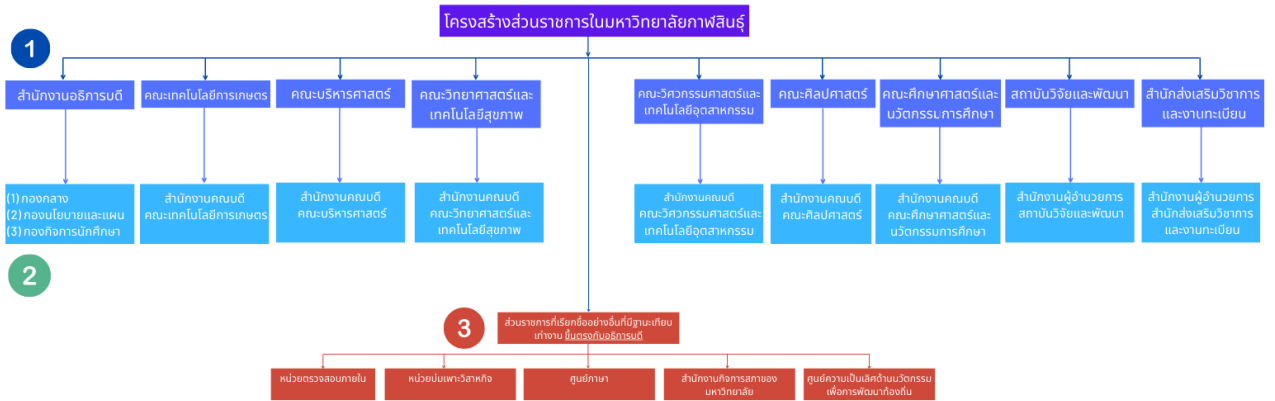 โครงสร้างส่วนราชการในมหาวิทยาลัยกาฬสินธุ์
1
สำนักงานอธิการบดี
คณะเทคโนโลยีการเกษตร
คณะบริหารศาสตร์
คณะวิทยาศาสตร์และ
เทคโนโลยีสุขภาพ
คณะวิศวกรรมศาสตร์และ
เทคโนโลยีอุตสาหกรรม
คณะศิลปศาสตร์
คณะศึกษาศาสตร์และ
นวัตกรรมการศึกษา
สถาบันวิจัยและพัฒนา
สำนักส่งเสริมวิชาการ
และงานทะเบียน
(1) กองกลาง
(2) กองนโยบายและแผน
(3) กองกิจการนักศึกษา
สำนักงานคณบดี
คณะเทคโนโลยีการเกษตร
สำนักงานคณบดี
คณะบริหารศาสตร์
สำนักงานคณบดี
คณะวิทยาศาสตร์และ
เทคโนโลยีสุขภาพ
สำนักงานคณบดี
คณะวิศวกรรมศาสตร์และ
เทคโนโลยีอุตสาหกรรม
สำนักงานคณบดี
คณะศิลปศาสตร์
สำนักงานคณบดี
คณะศึกษาศาสตร์และ
นวัตกรรมการศึกษา
สำนักงานผู้อำนวยการ
สถาบันวิจัยและพัฒนา
สำนักงานผู้อำนวยการ
สำนักส่งเสริมวิชาการ
และงานทะเบียน
2
3
ส่วนราชการที่เรียกชื่ออย่างอื่นที่มีฐานะเทียบ
เท่างาน ขึ้นตรงกับอธิการบดี
หน่วยตรวจสอบภายใน
หน่วยบ่มเพาะวิสาหกิจ
ศูนย์ภาษา
สำนักงานกิจการสภาของ
มหาวิทยาลัย
ศูนย์ความเป็นเลิศด้านนวัตกรรม
เพื่อการพัฒนาท้องถิ่น